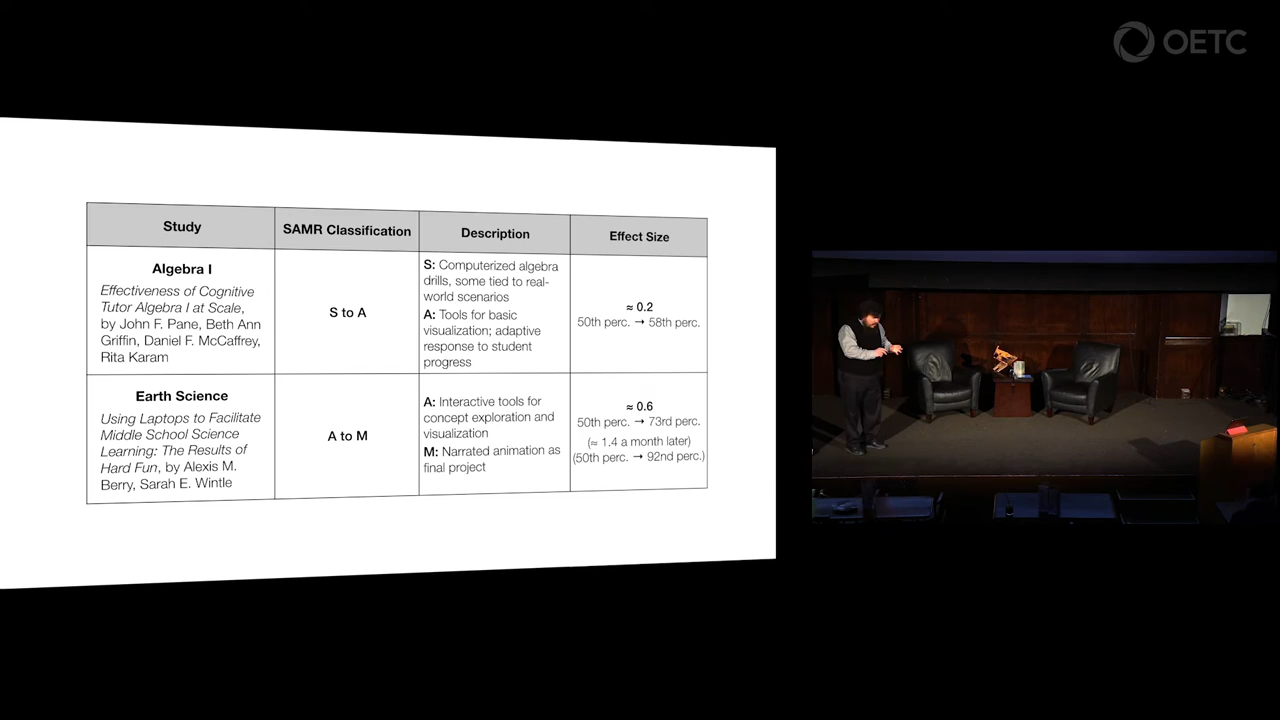 OETC
Study
SAMR Classification
Description
Effect Size
Algebra I
Effectiveness of Cognitive
Tutor Algebra I at Scale,
by John F. Pane, Beth Ann
Griffin, Daniel F. McCaffrey,
Rita Karam
S to A
S: Computerized algebra
drills, some tied to real-
world scenarios
A: Tools for basic
visualization; adaptive
response to student
progress
≈ 0.2
50th perc. → 58th perc.
Earth Science
Using Laptops to Facilitate
Middle School Science
Learning: The Results of
Hard Fun, by Alexis M.
Berry, Sarah E. Wintle
A to M
A: Interactive tools for
concept exploration and
visualization
M: Narrated animation as
final project
≈ 0.6
50th perc. → 73rd perc.
(≈ 1.4 a month later)
(50th perc. → 92nd perc.)